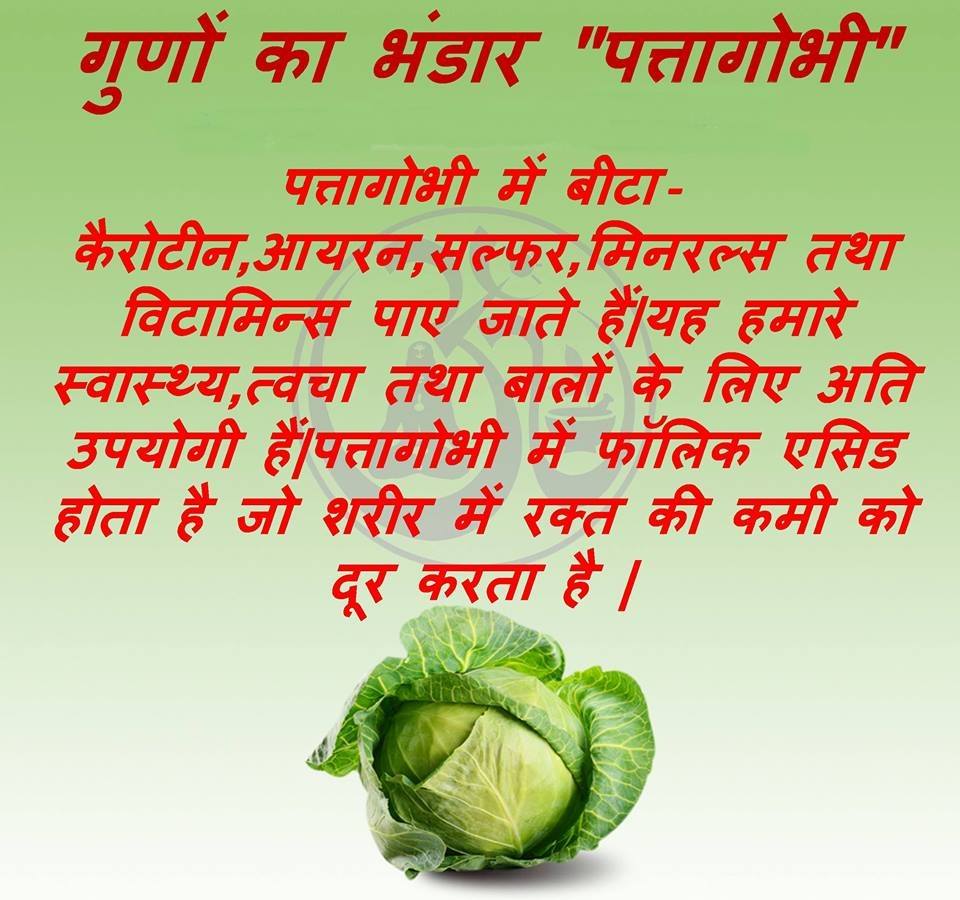 गुणों का भंडार "पत्तागोभी"
पत्तागोभी में बीटा-
कैरोटीन,आयरन,सल्फर,मिनरल्स तथा
विटामिन्स पाए जाते हैं|यह हमारे
स्वास्थ्य,त्वचा तथा बालों के लिए अति
उपयोगी हैं|पत्तागोभी में फॉलिक एसिड
होता है जो शरीर में रक्त की कमी को
दूर करता है |